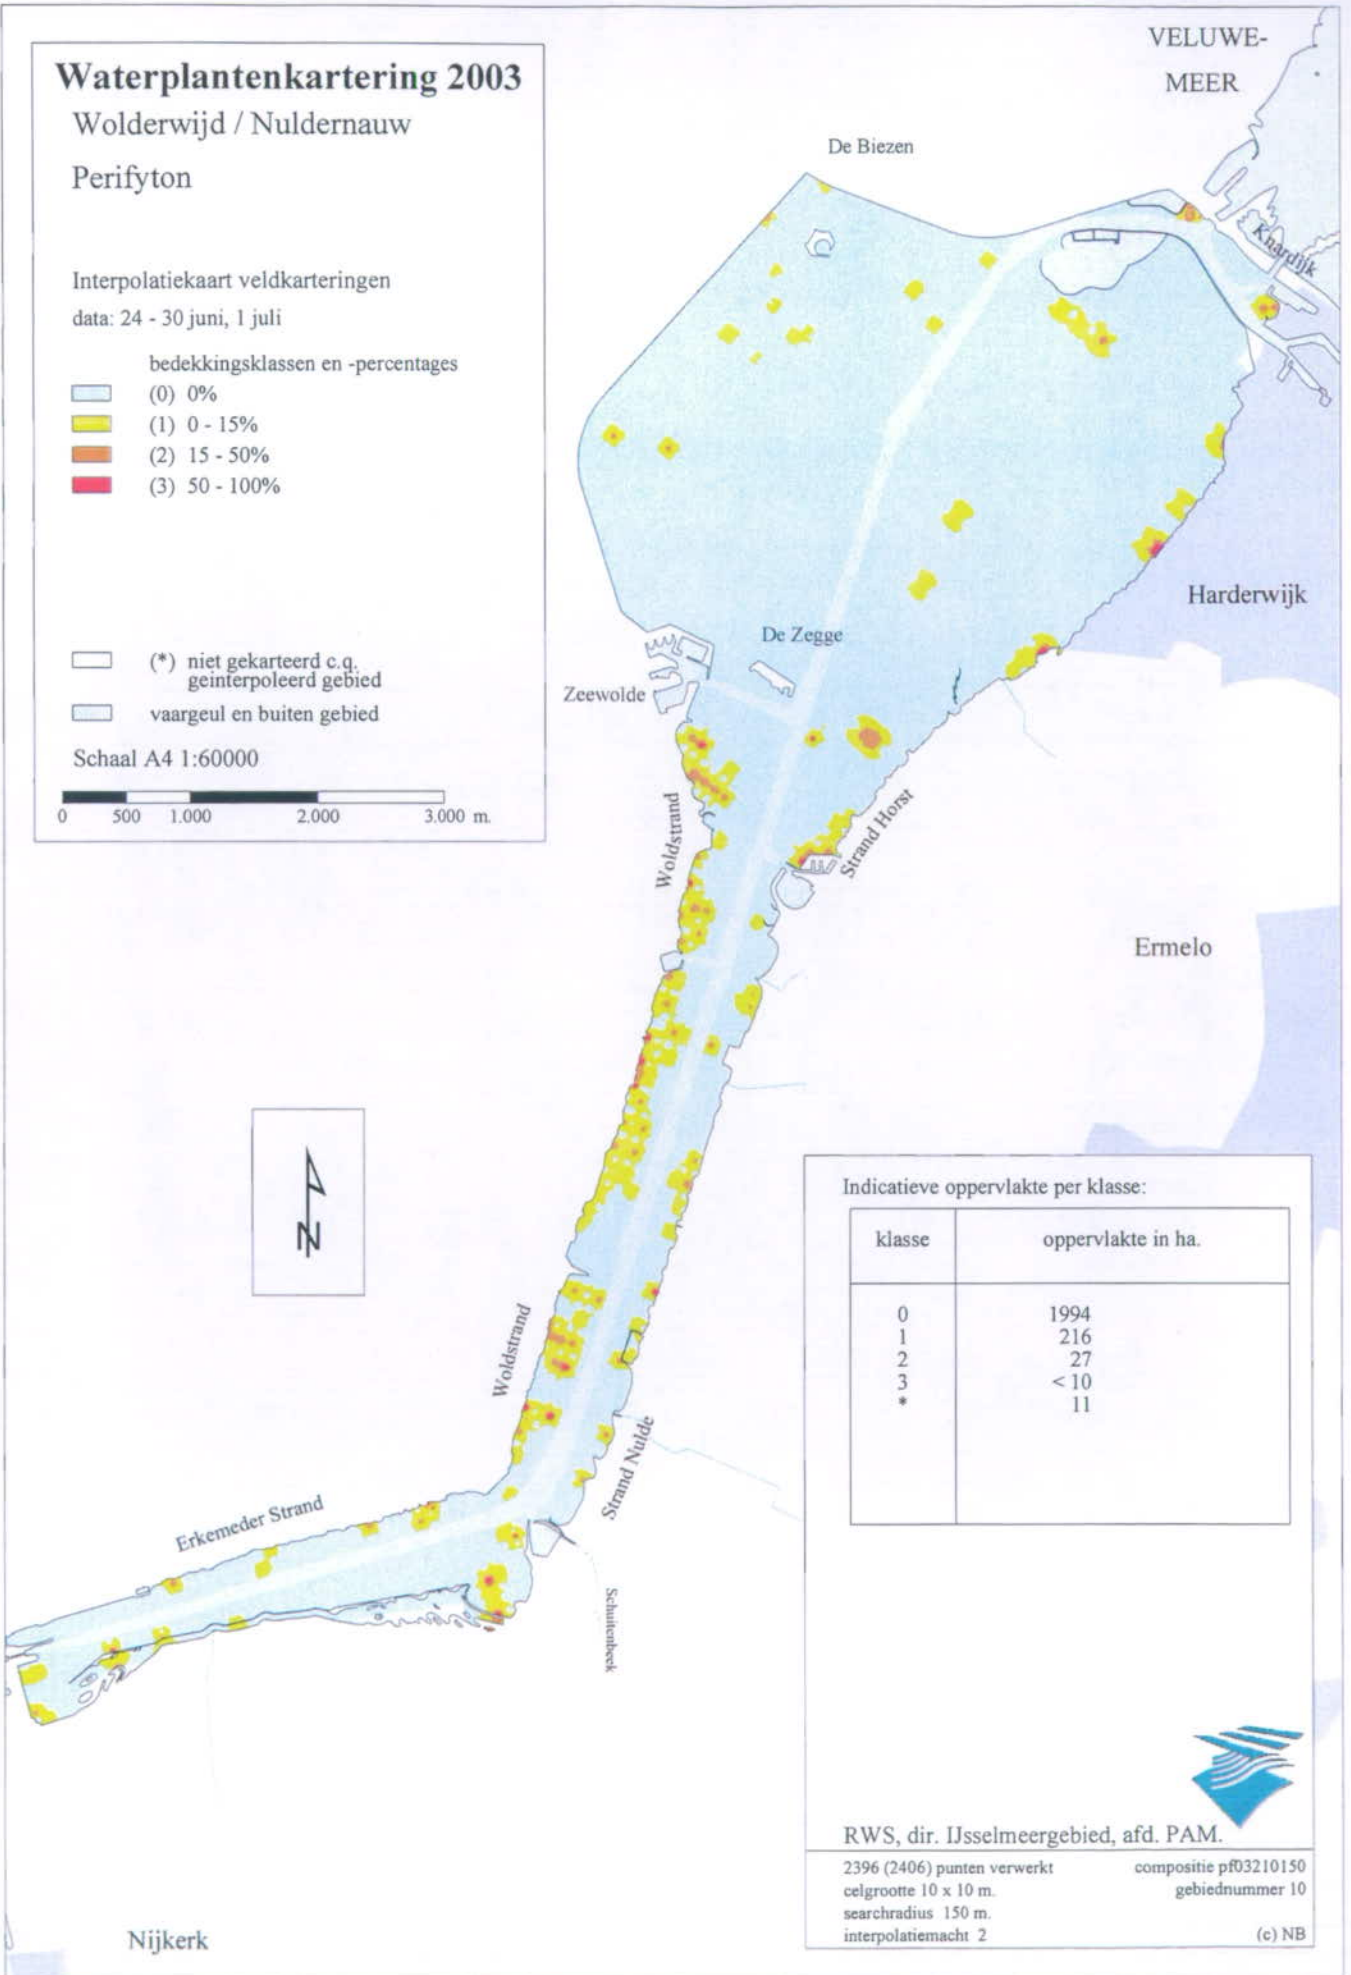 Waterplantenkartering 2003
Wolderwijd / Nuldernauw
Perifyton
Interpolatiekaart veldkarteringen
data: 24 - 30 juni, 1 juli
bedekkingsklassen en -percentages
(0) 0%
(1) 0 - 15%
(2) 15 - 50%
(3) 50 - 100%
(*) niet gekarteerd c.q.
geinterpoleerd gebied
vaargeul en buiten gebied
Schaal A4 1:60000
0 500 1.000 2.000 3.000 m.
VELUWE-
MEER
De Biezen
Knardijk
Harderwijk
De Zegge
Zeewolde
Woldstrand
Strand Horst
Ermelo
Woldstrand
Strand Nulde
Erkemeder Strand
Schuitenbeek
Nijkerk
N
Indicatieve oppervlakte per klasse:
klasse oppervlakte in ha.
0 1994
1 216
2 27
3 < 10
* 11
RWS, dir. IJsselmeergebied, afd. PAM.
2396 (2406) punten verwerkt compositie pf03210150
celgrootte 10 x 10 m. gebiednummer 10
searchradius 150 m.
interpolatiemacht 2 (c) NB